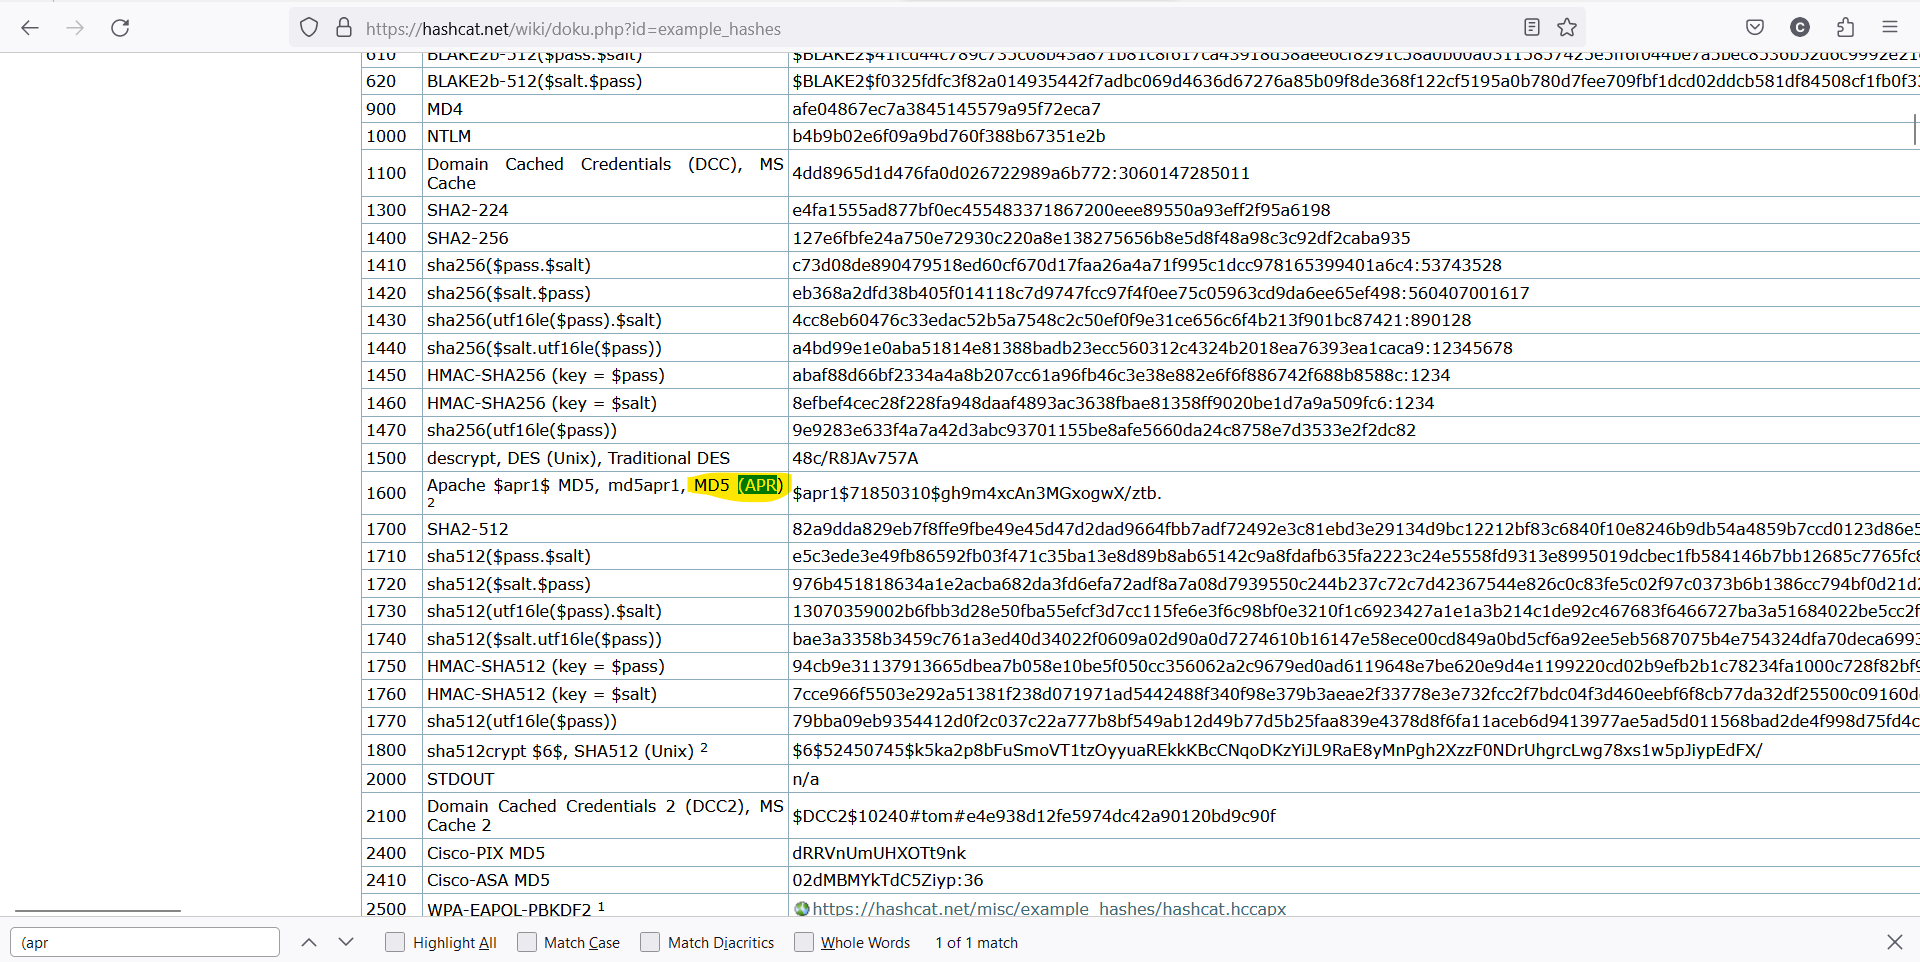 https://hashcat.net/wiki/doku.php?id=example_hashes
610 BLAKE2b-512($pass.$salt)
620 BLAKE2b-512($salt.$pass) $BLAKE2$f0325fdfc3f82a014935442f7adbc069d4636d67276a85b09f8de368f122cf5195a0b780d7fee709fbf1dcd02ddcb581df84508cf1fb0f33
900 MD4 afe04867ec7a3845145579a95f72eca7
1000 NTLM b4b9b02e6f09a9bd760f388b67351e2b
1100 Domain Cached Credentials (DCC), MS Cache 4dd8965d1d476fa0d026722989a6b772:3060147285011
1300 SHA2-224 e4fa1555ad877bf0ec455483371867200eee89550a93eff2f95a6198
1400 SHA2-256 127e6fbfe24a750e72930c220a8e138275656b8e5d8f48a98c3c92df2caba935
1410 sha256($pass.$salt) c73d08de890479518ed60cf670d17faa26a4a71f995c1dcc978165399401a6c4:53743528
1420 sha256($salt.$pass) eb368a2dfd38b405f014118c7d9747fcc97f4f0ee75c05963cd9da6ee65ef498:560407001617
1430 sha256(utf16le($pass).$salt) 4cc8eb60476c33edac52b5a7548c2c50ef0f9e31ce656c6f4b213f901bc87421:890128
1440 sha256($salt.utf16le($pass)) a4bd99e1e0aba51814e81388badb23ecc560312c4324b2018ea76393ea1caca9:12345678
1450 HMAC-SHA256 (key = $pass) abaf88d66bf2334a4a8b207cc61a96fb46c3e38e882e6f6f886742f688b8588c:1234
1460 HMAC-SHA256 (key = $salt) 8efbef4cec28f228fa948daaf4893ac3638fbae81358ff9020be1d7a9a509fc6:1234
1470 sha256(utf16le($pass)) 9e9283e633f4a7a42d3abc93701155be8afe5660da24c8758e7d3533e2f2dc82
1500 descrypt, DES (Unix), Traditional DES 48c/R8JAv757A
1600 Apache $apr1$ MD5, md5apr1, MD5 (APR) 2 $apr1$71850310$gh9m4xcAn3MGxogwX/ztb.
1700 SHA2-512 82a9dda829eb7f8ffe9fbe49e45d47d2dad9664fbb7adf72492e3c81ebd3e29134d9bc12212bf83c6840f10e8246b9db54a4859b7ccd0123d86e5
1710 sha512($pass.$salt) e5c3ede3e49fb86592fb03f471c35ba13e8d89b8ab65142c9a8fdafb635fa2223c24e5558fd9313e8995019dcbec1fb584146b7bb12685c7765fc8
1720 sha512($salt.$pass) 976b451818634a1e2acba682da3fd6efa72adf8a7a08d7939550c244b237c72c7d42367544e826c0c83fe5c02f97c0373b6b1386cc794bf0d21d2
1730 sha512(utf16le($pass).$salt) 13070359002b6fbb3d28e50fba55efcf3d7cc115fe6e3f6c98bf0e3210f1c6923427a1e1a3b214c1de92c467683f6466727ba3a51684022be5cc2f
1740 sha512($salt.utf16le($pass)) bae3a3358b3459c761a3ed40d34022f0609a02d90a0d7274610b16147e58ece00cd849a0bd5cf6a92ee5eb5687075b4e754324dfa70deca6993
1750 HMAC-SHA512 (key = $pass) 94cb9e31137913665dbea7b058e10be5f050cc356062a2c9679ed0ad6119648e7be620e9d4e1199220cd02b9efb2b1c78234fa1000c728f82bf9
1760 HMAC-SHA512 (key = $salt) 7cce966f5503e292a51381f238d071971ad5442488f340f98e379b3aeae2f33778e3e732fcc2f7bdc04f3d460eebf6f8cb77da32df25500c09160d
1770 sha512(utf16le($pass)) 79bba09eb9354412d0f2c037c22a777b8bf549ab12d49b77d5b25faa839e4378d8f6fa11aceb6d9413977ae5ad5d011568bad2de4f998d75fd4c
1800 sha512crypt $6$, SHA512 (Unix) 2 $6$52450745$k5ka2p8bFuSmoVT1tzOyyuaREkkKBcCNqoDKzYiJL9RaE8yMnPgh2XzzF0NDrUhgrcLwg78xs1w5pJiypEdFX/
2000 STDOUT n/a
2100 Domain Cached Credentials 2 (DCC2), MS Cache 2 $DCC2$10240#tom#e4e938d12fe5974dc42a90120bd9c90f
2400 Cisco-PIX MD5 dRRVnUmUHXOTt9nk
2410 Cisco-ASA MD5 02dMBMYkTdC5Ziyp:36
2500 WPA-EAPOL-PBKDF2 1 https://hashcat.net/misc/example_hashes/hashcat.hccapx
(apr Highlight All Match Case Match Diacritics Whole Words 1 of 1 match